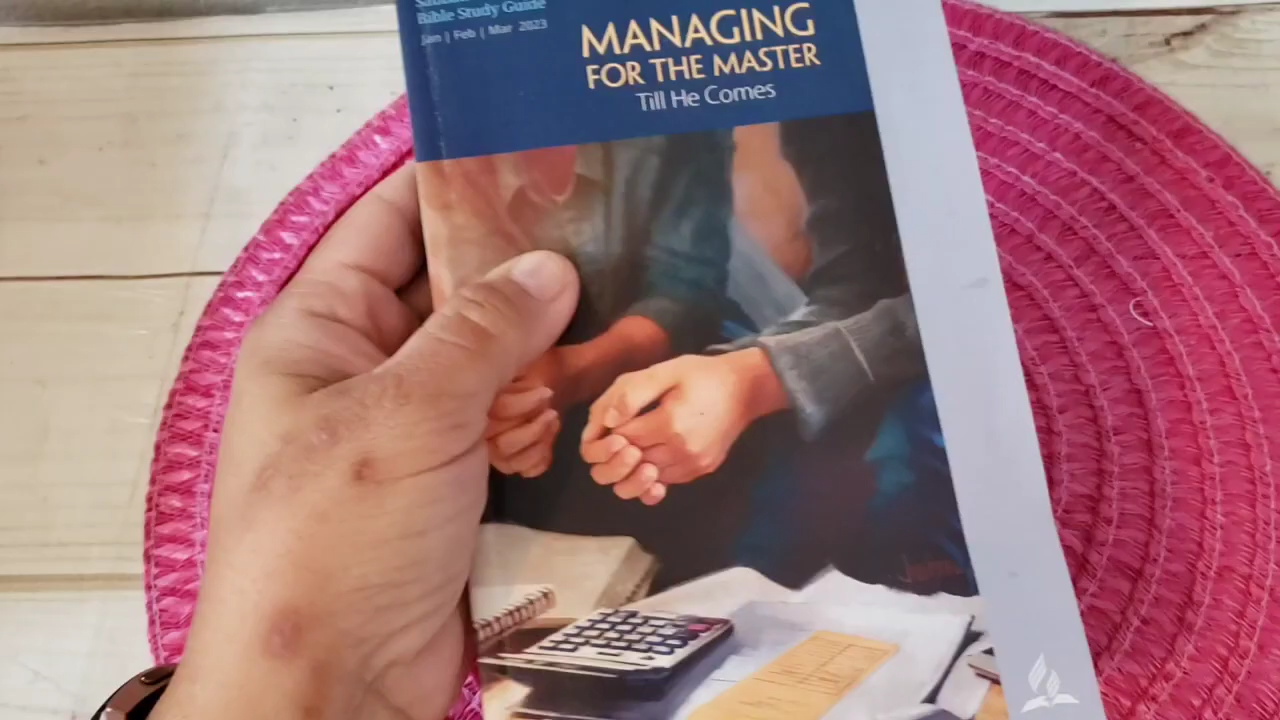 Bible Study Guide
Jan | Feb | Mar 2023
MANAGING
FOR THE MASTER
Till He Comes